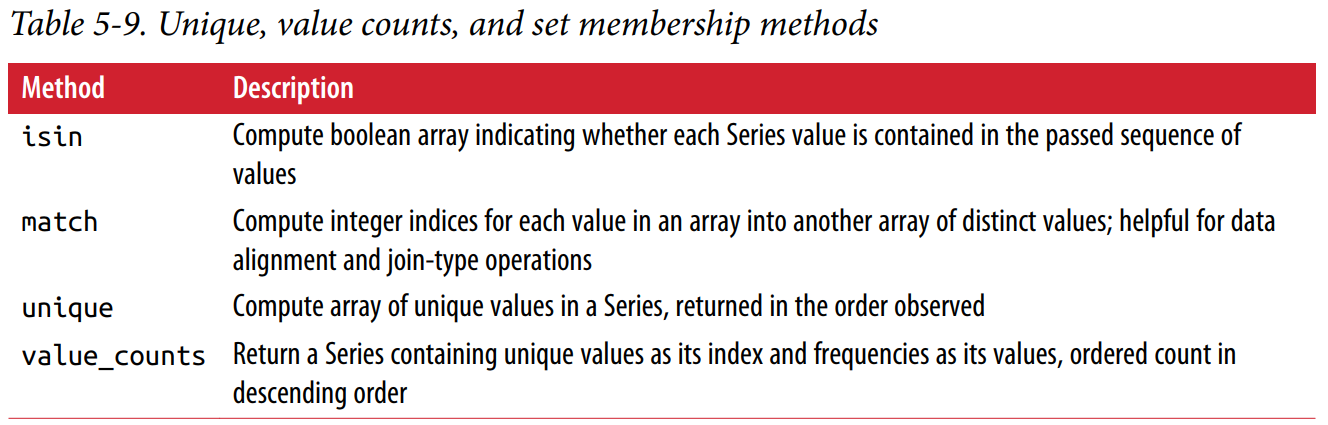 Table 5-9. Unique, value counts, and set membership methods
Method Description
isin Compute boolean array indicating whether each Series value is contained in the passed sequence of
values
match Compute integer indices for each value in an array into another array of distinct values; helpful for data
alignment and join-type operations
unique Compute array of unique values in a Series, returned in the order observed
value_counts Return a Series containing unique values as its index and frequencies as its values, ordered count in
descending order